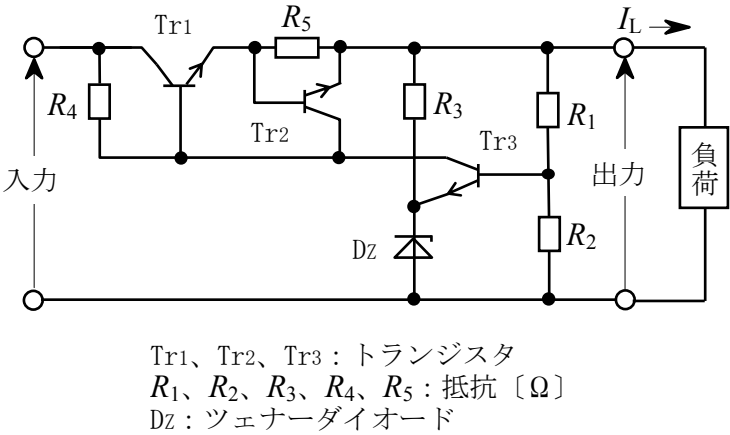 Tr1
R5
IL
R4
Tr2
R3
Tr3
R1
入力
出力
負荷
R2
Dz
Tr1、Tr2、Tr3：トランジスタ
R1、R2、R3、R4、R5：抵抗〔Ω〕
Dz：ツェナーダイオード